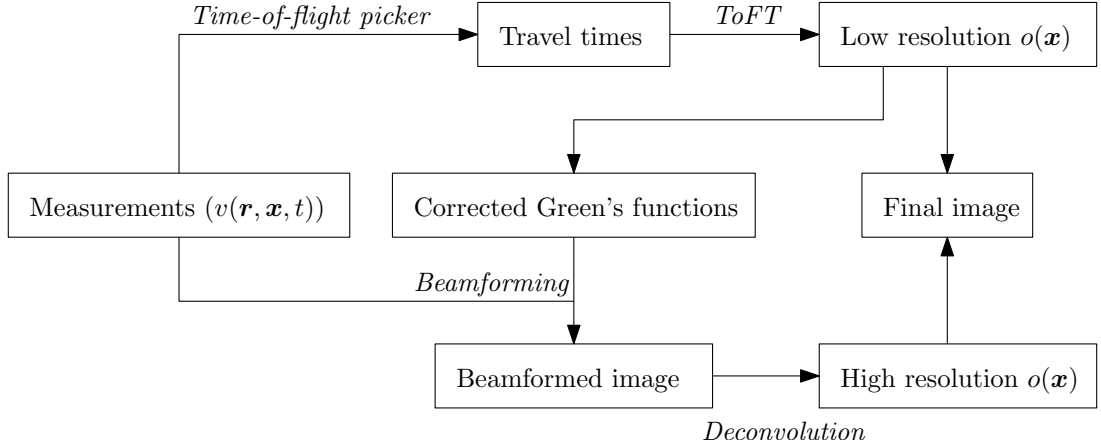 Time-of-flight picker
ToFT
Travel times
Low resolution o(x)
Measurements (v(r, x, t))
Corrected Green's functions
Final image
Beamforming
Beamformed image
High resolution o(x)
Deconvolution